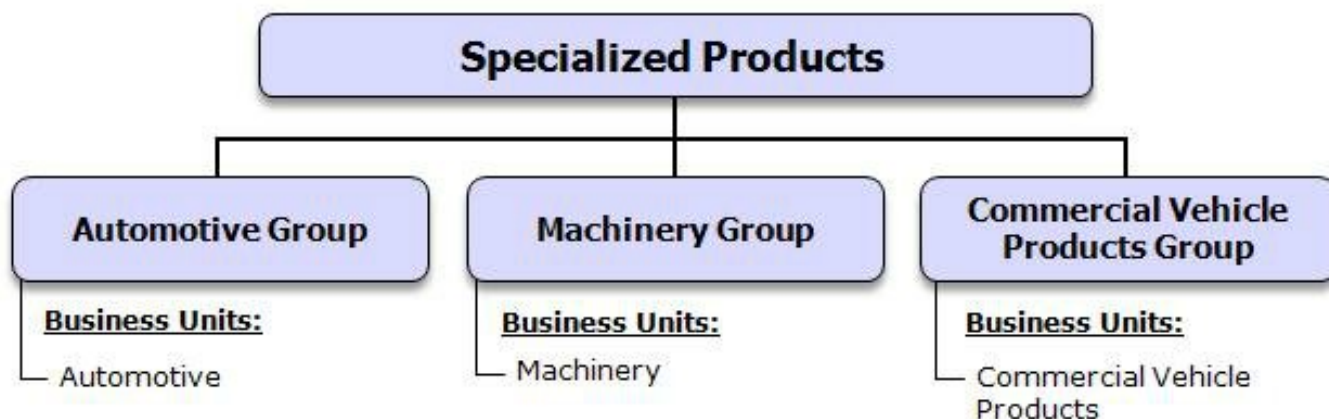 Specialized Products
Automotive Group
Machinery Group
Commercial Vehicle
Products Group
Business Units:
Automotive
Business Units:
Machinery
Business Units:
Commercial Vehicle
Products